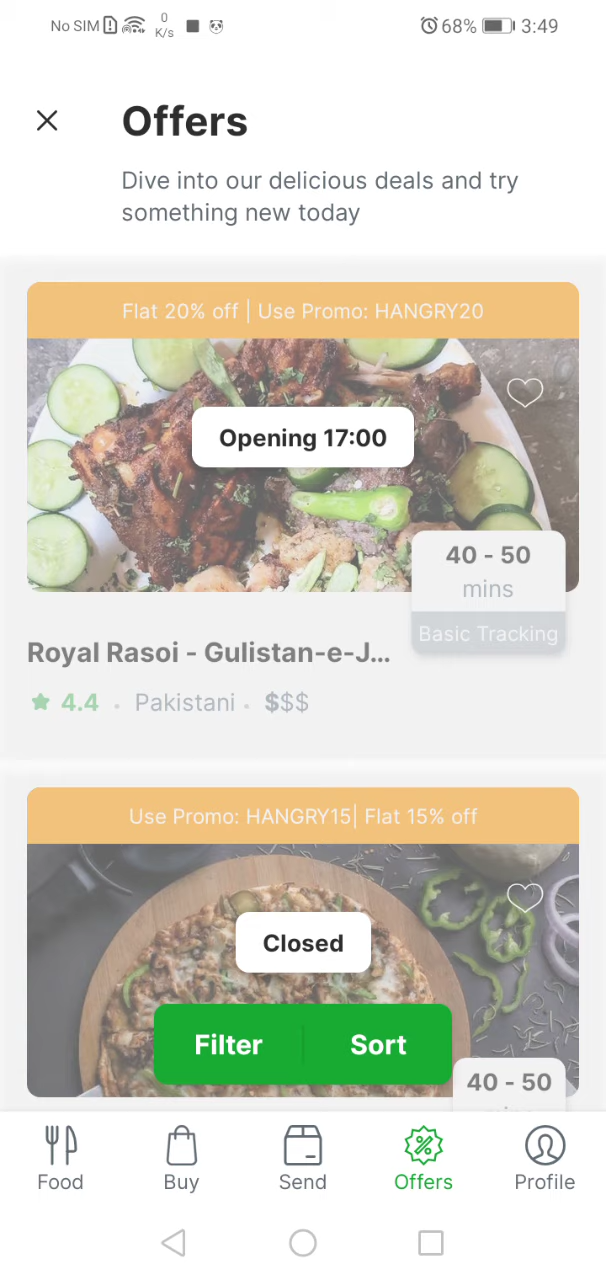 No SIM 0 K/s 68% 3:49
Offers
Dive into our delicious deals and try
something new today
Flat 20% off | Use Promo: HANGRY20
Opening 17:00
40 - 50
mins
Basic Tracking
Royal Rasoi - Gulistan-e-J...
4.4 • Pakistani • $$$
Use Promo: HANGRY15| Flat 15% off
Closed
Filter Sort
40 - 50
Food Buy Send Offers Profile